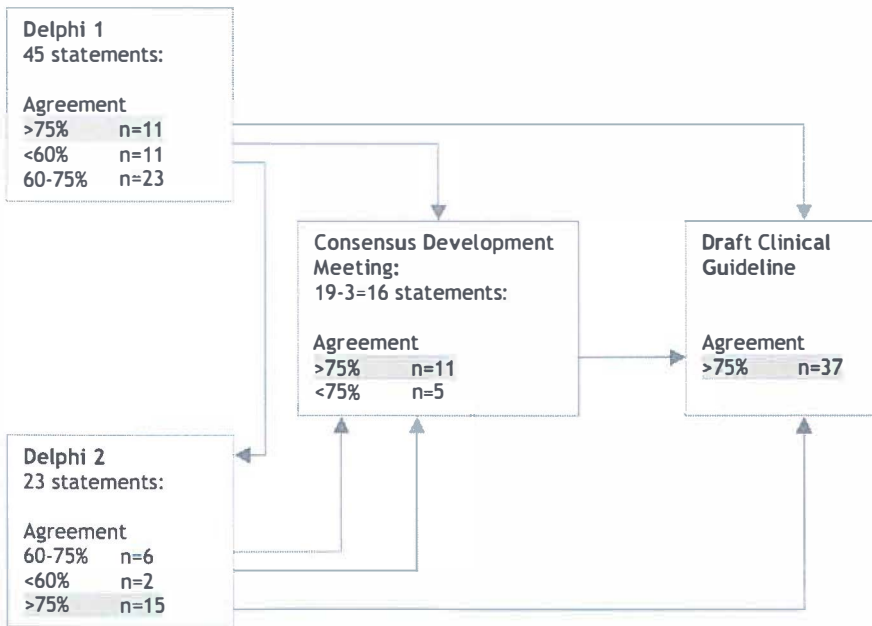 Delphi 1
45 statements:
Agreement
>75% n=11
<60% n=11
60-75% n=23
Consensus Development
Meeting:
19-3=16 statements:
Agreement
>75% n=11
<75% n=5
Draft Clinical
Guideline
Agreement
>75% n=37
Delphi 2
23 statements:
Agreement
60-75% n=6
<60% n=2
>75% n=15